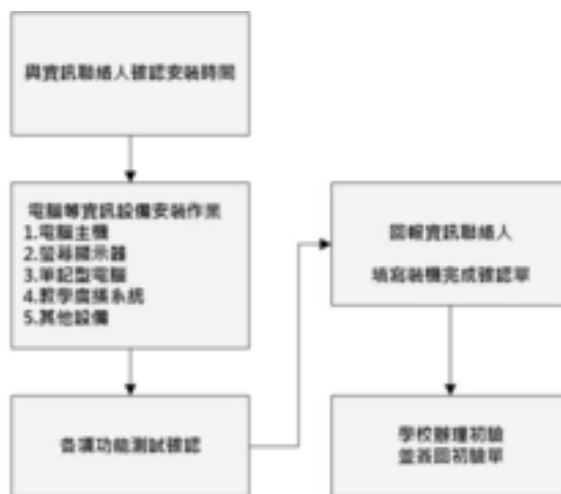 與資訊聯絡人確認安裝時間
電腦等資訊設備安裝作業
1.電腦主機
2.螢幕顯示器
3.筆記型電腦
4.教學廣播系統
5.其他設備
各項功能測試確認
回報資訊聯絡人
填寫裝機完成確認單
學校辦理初驗
並簽回初驗單